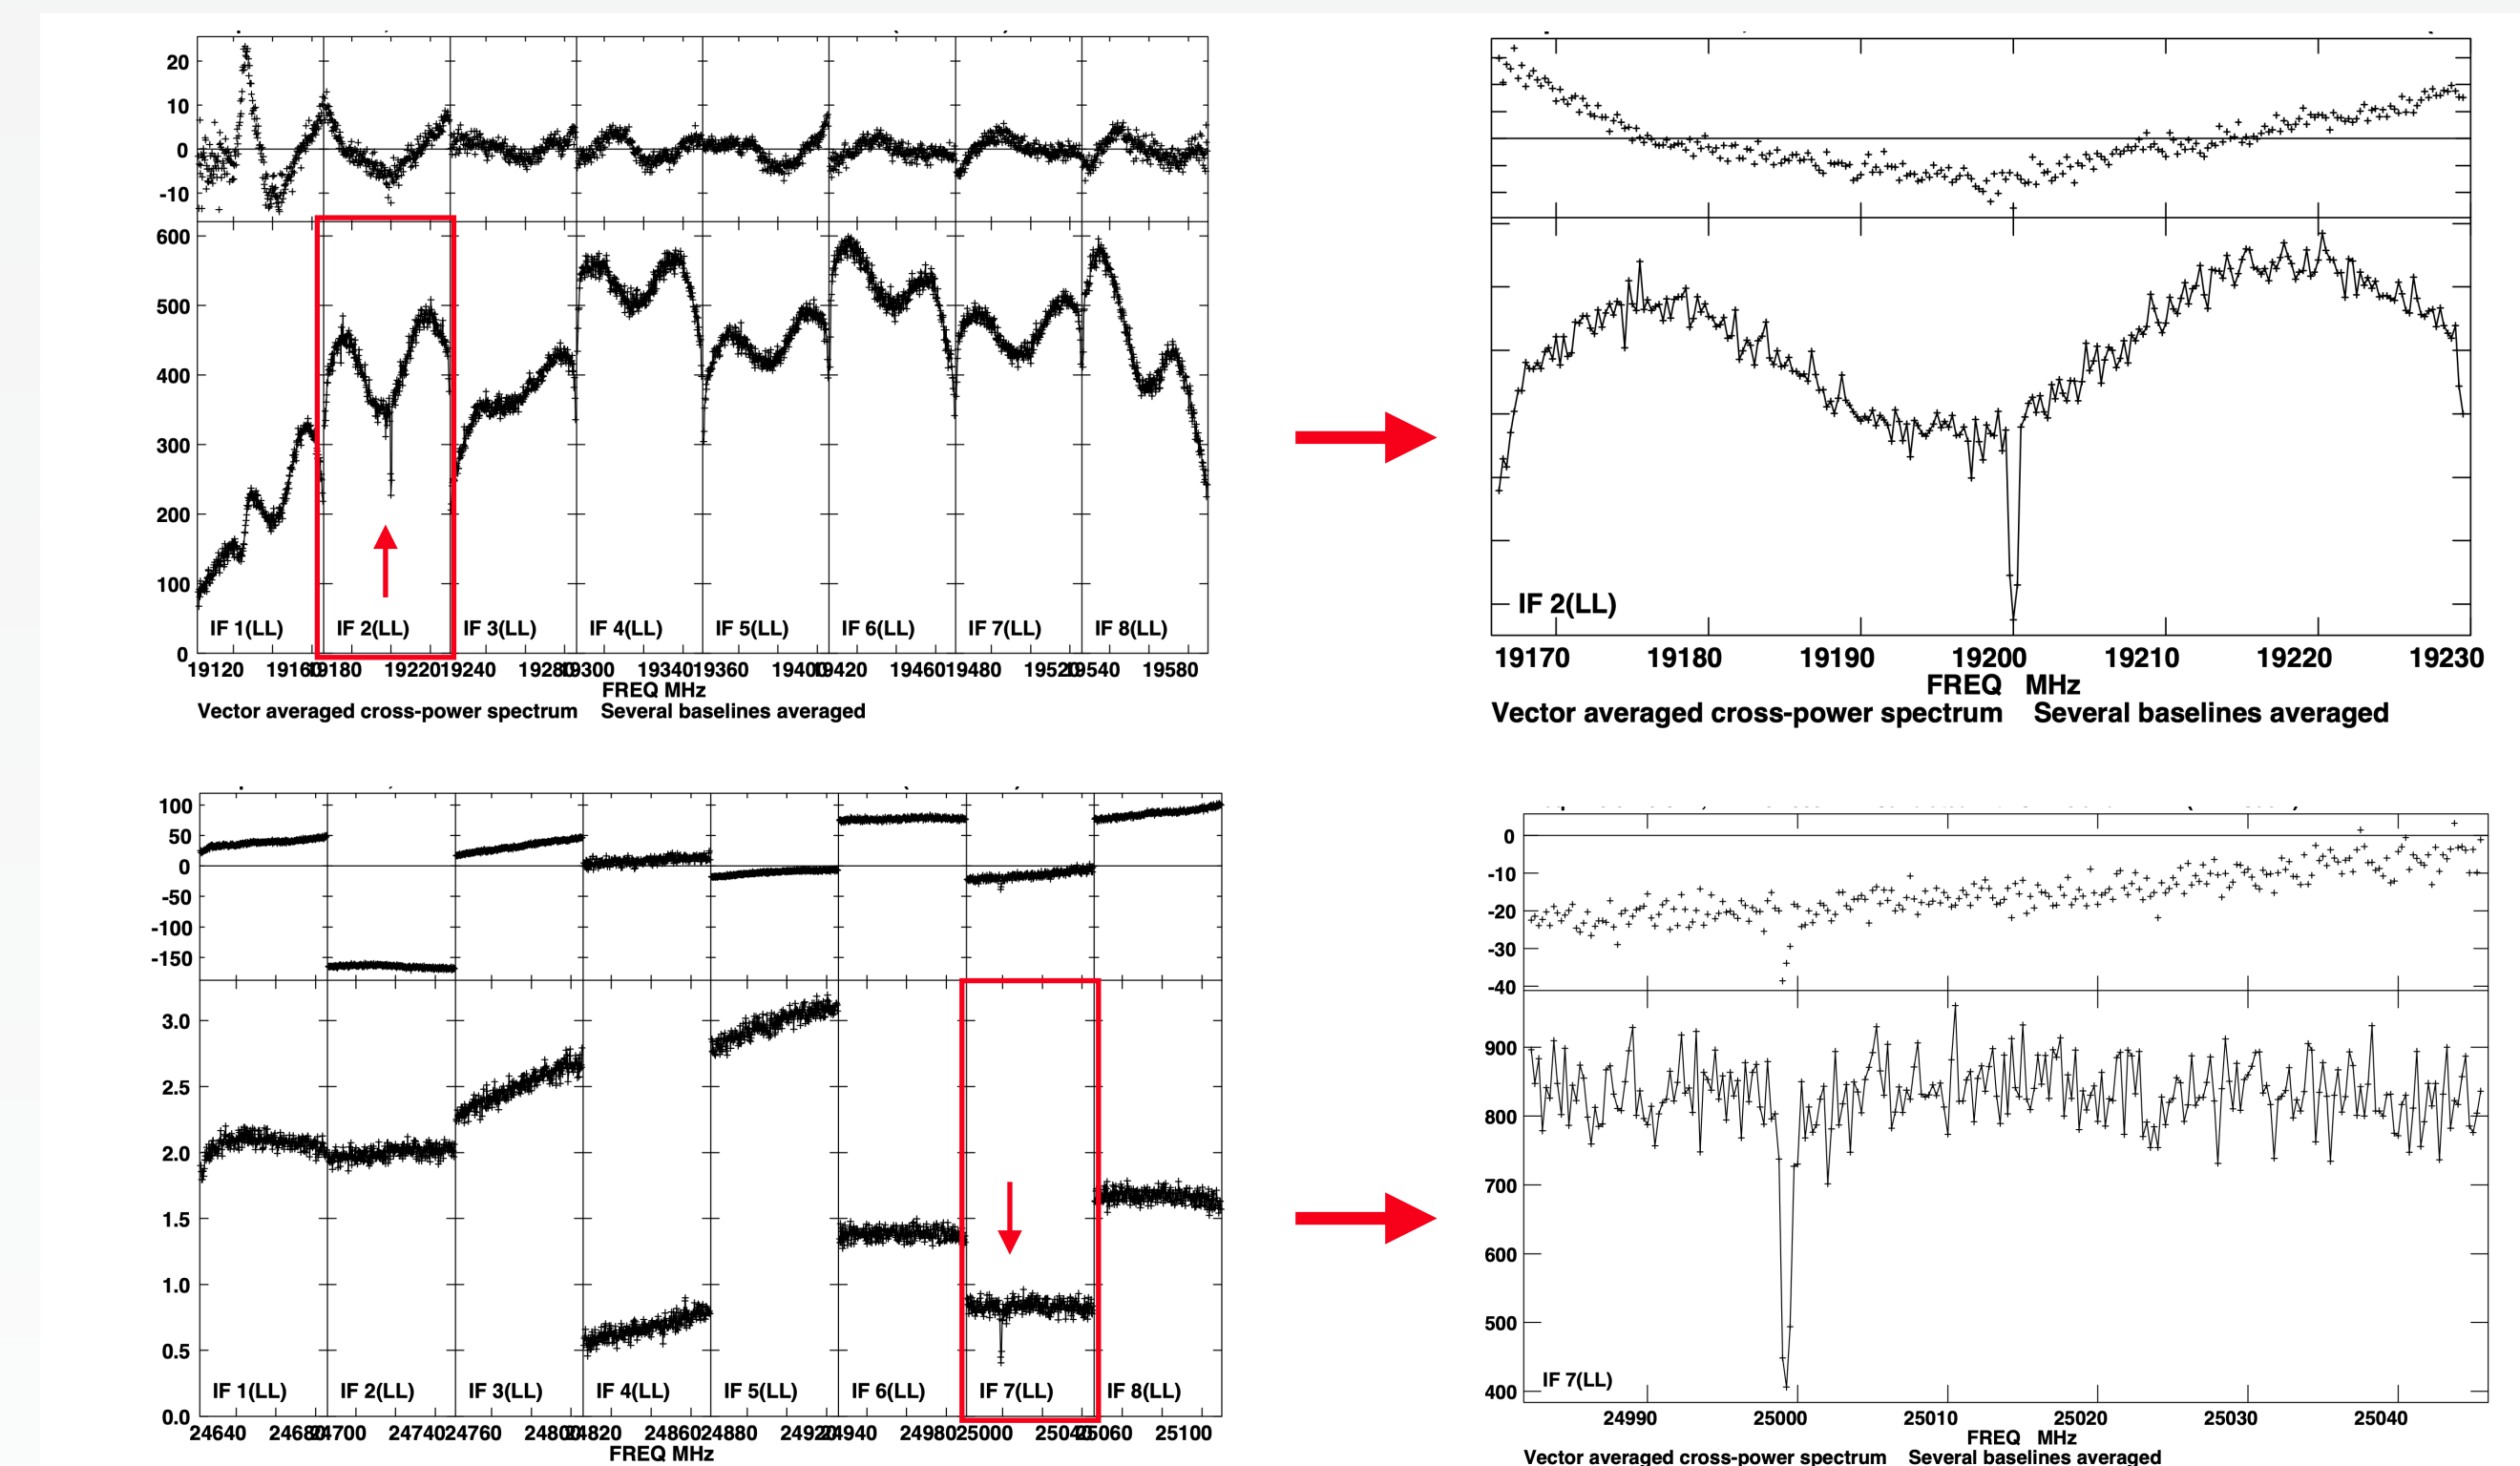 20
10
0
-10
600
500
400
300
200
100
0
IF 1(LL) IF 2(LL) IF 3(LL) IF 4(LL) IF 5(LL) IF 6(LL) IF 7(LL) IF 8(LL)
19120 19160 19180 19220 19240 19280 19300 19340 19360 19400 19420 19460 19480 19520 19540 19580
FREQ MHz
Vector averaged cross-power spectrum Several baselines averaged
IF 2(LL)
19170 19180 19190 19200 19210 19220 19230
FREQ MHz
Vector averaged cross-power spectrum Several baselines averaged
100
50
0
-50
-100
-150
3.0
2.5
2.0
1.5
1.0
0.5
0.0
IF 1(LL) IF 2(LL) IF 3(LL) IF 4(LL) IF 5(LL) IF 6(LL) IF 7(LL) IF 8(LL)
24640 24680 24700 24740 24760 24800 24820 24860 24880 24920 24940 24980 25000 25040 25060 25100
FREQ MHz
0
-10
-20
-30
-40
900
800
700
600
500
400
IF 7(LL)
24990 25000 25010 25020 25030 25040
FREQ MHz
Vector averaged cross-power spectrum Several baselines averaged